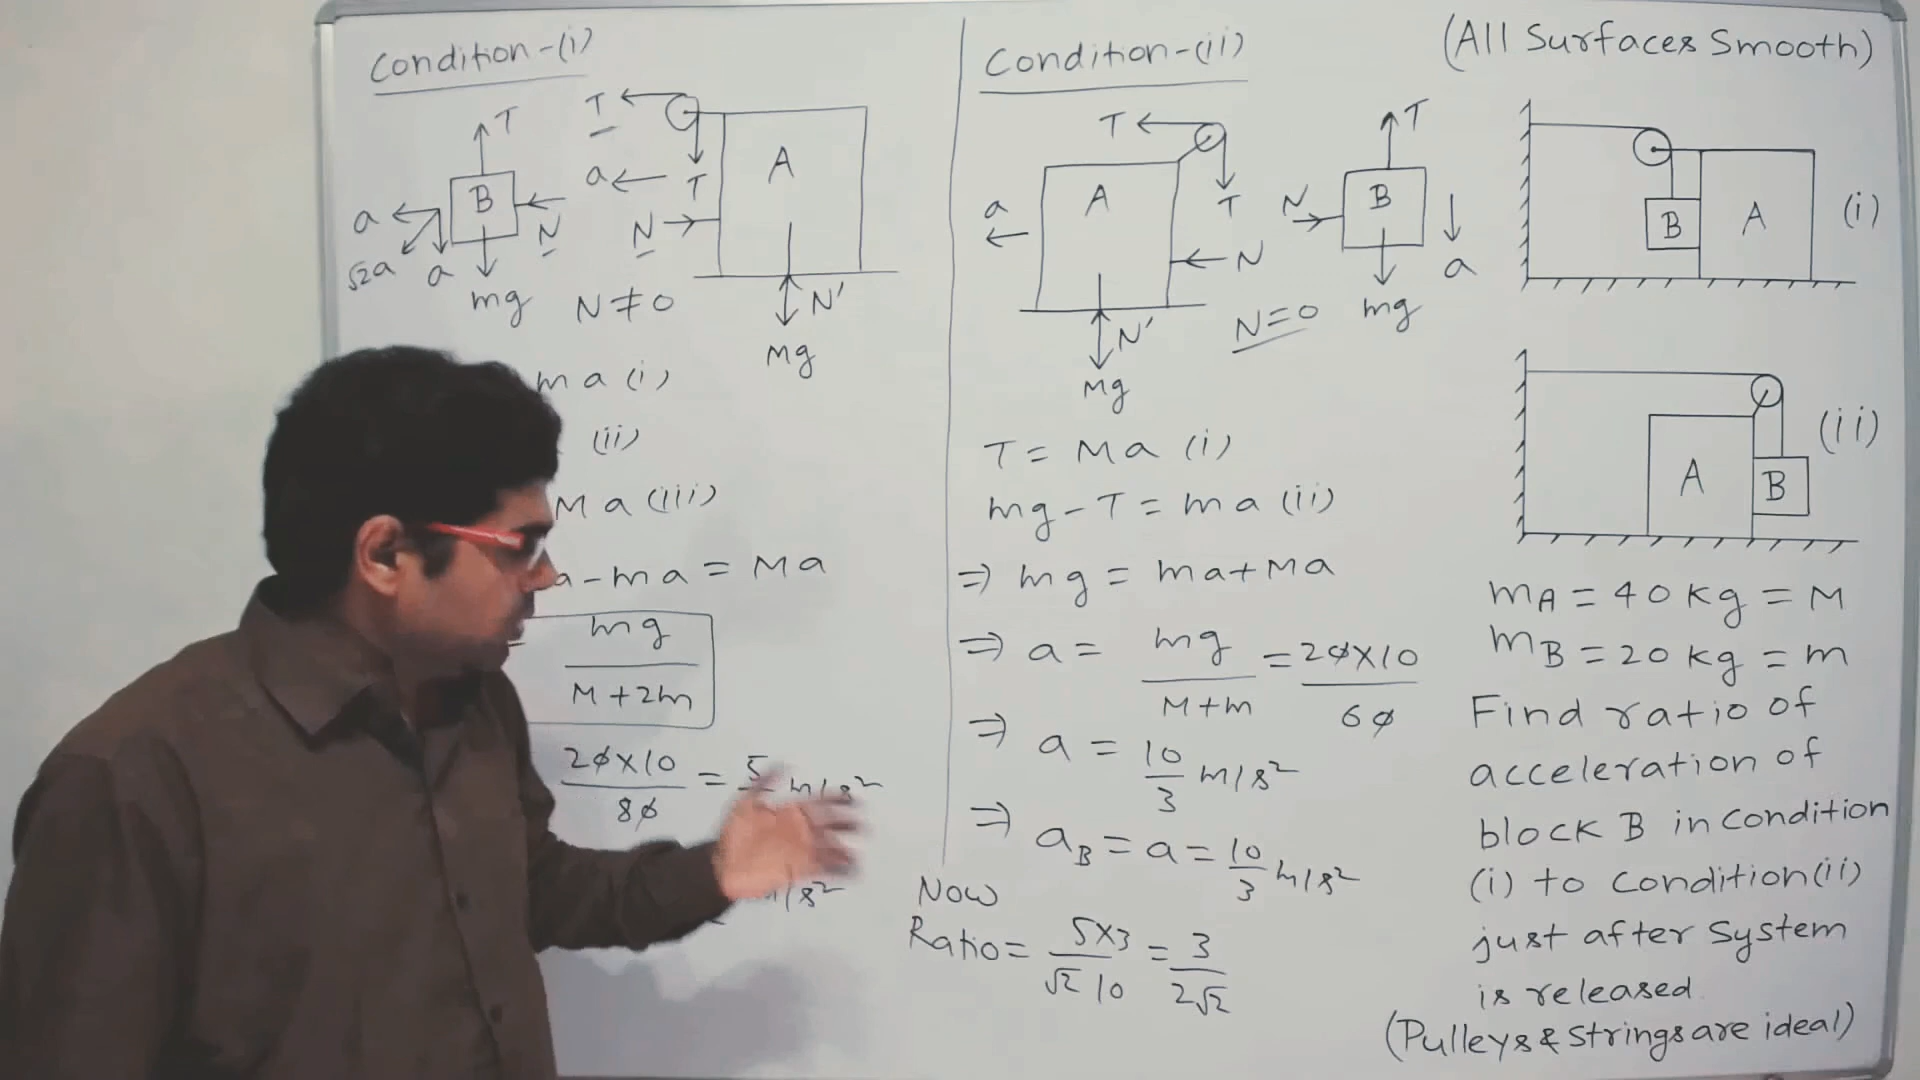 Condition-(i)
T
T
A
a
T
B
a
N
N
√2a
a
mg
N≠0
N'
Mg
ma (i)
(ii)
Ma (iii)
a-ma = Ma
mg
M+2m
20×10
80
= 5
m/s²
m/s²
Condition-(ii)
T
T
A
T
N
B
a
N
a
N'
N=0
mg
Mg
T = Ma (i)
mg-T = ma (ii)
⇒ mg = ma+Ma
⇒ a = mg/M+m = 20×10/60
⇒ a = 10/3 m/s²
⇒ aB = a = 10/3 m/s²
Now
Ratio = 5×3/√2 10 = 3/2√2
(All Surfaces Smooth)
B
A
(i)
(ii)
A
B
mA = 40 kg = M
mB = 20 kg = m
Find ratio of
acceleration of
block B in condition
(i) to condition(ii)
just after System
is released.
(Pulleys & Strings are ideal)